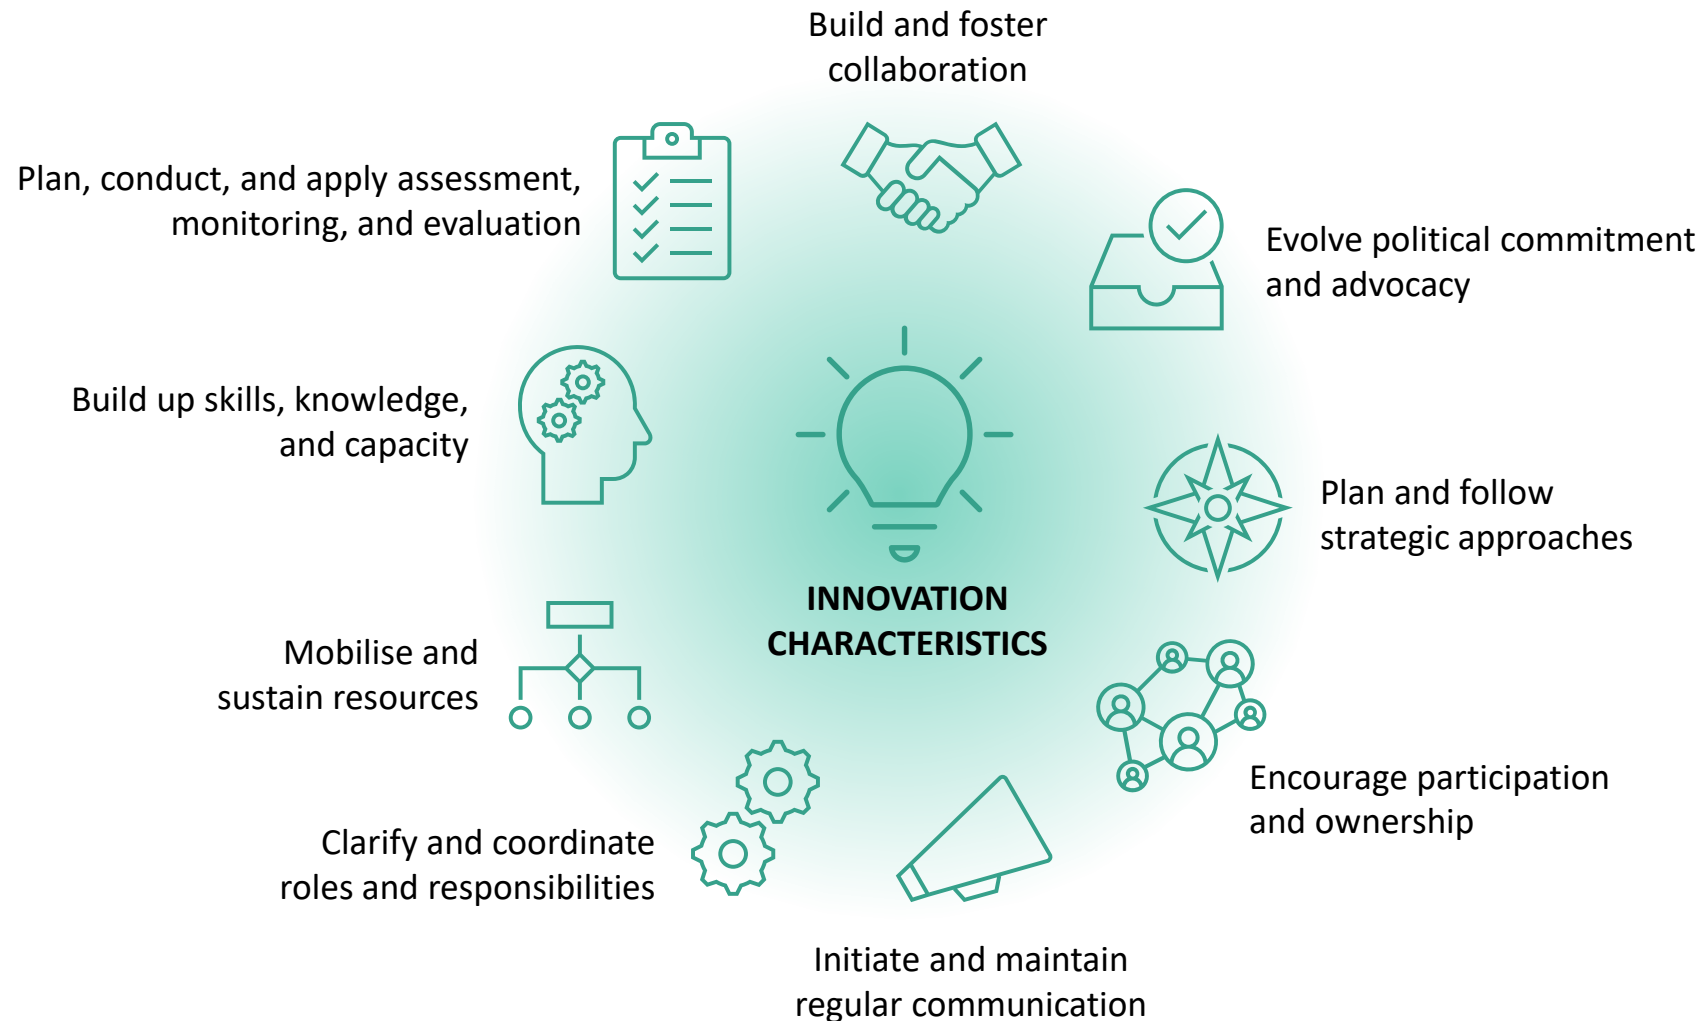 Build and foster
collaboration
Plan, conduct, and apply assessment,
monitoring, and evaluation
Evolve political commitment
and advocacy
Build up skills, knowledge,
and capacity
Plan and follow
strategic approaches
INNOVATION
CHARACTERISTICS
Mobilise and
sustain resources
Encourage participation
and ownership
Clarify and coordinate
roles and responsibilities
Initiate and maintain
regular communication